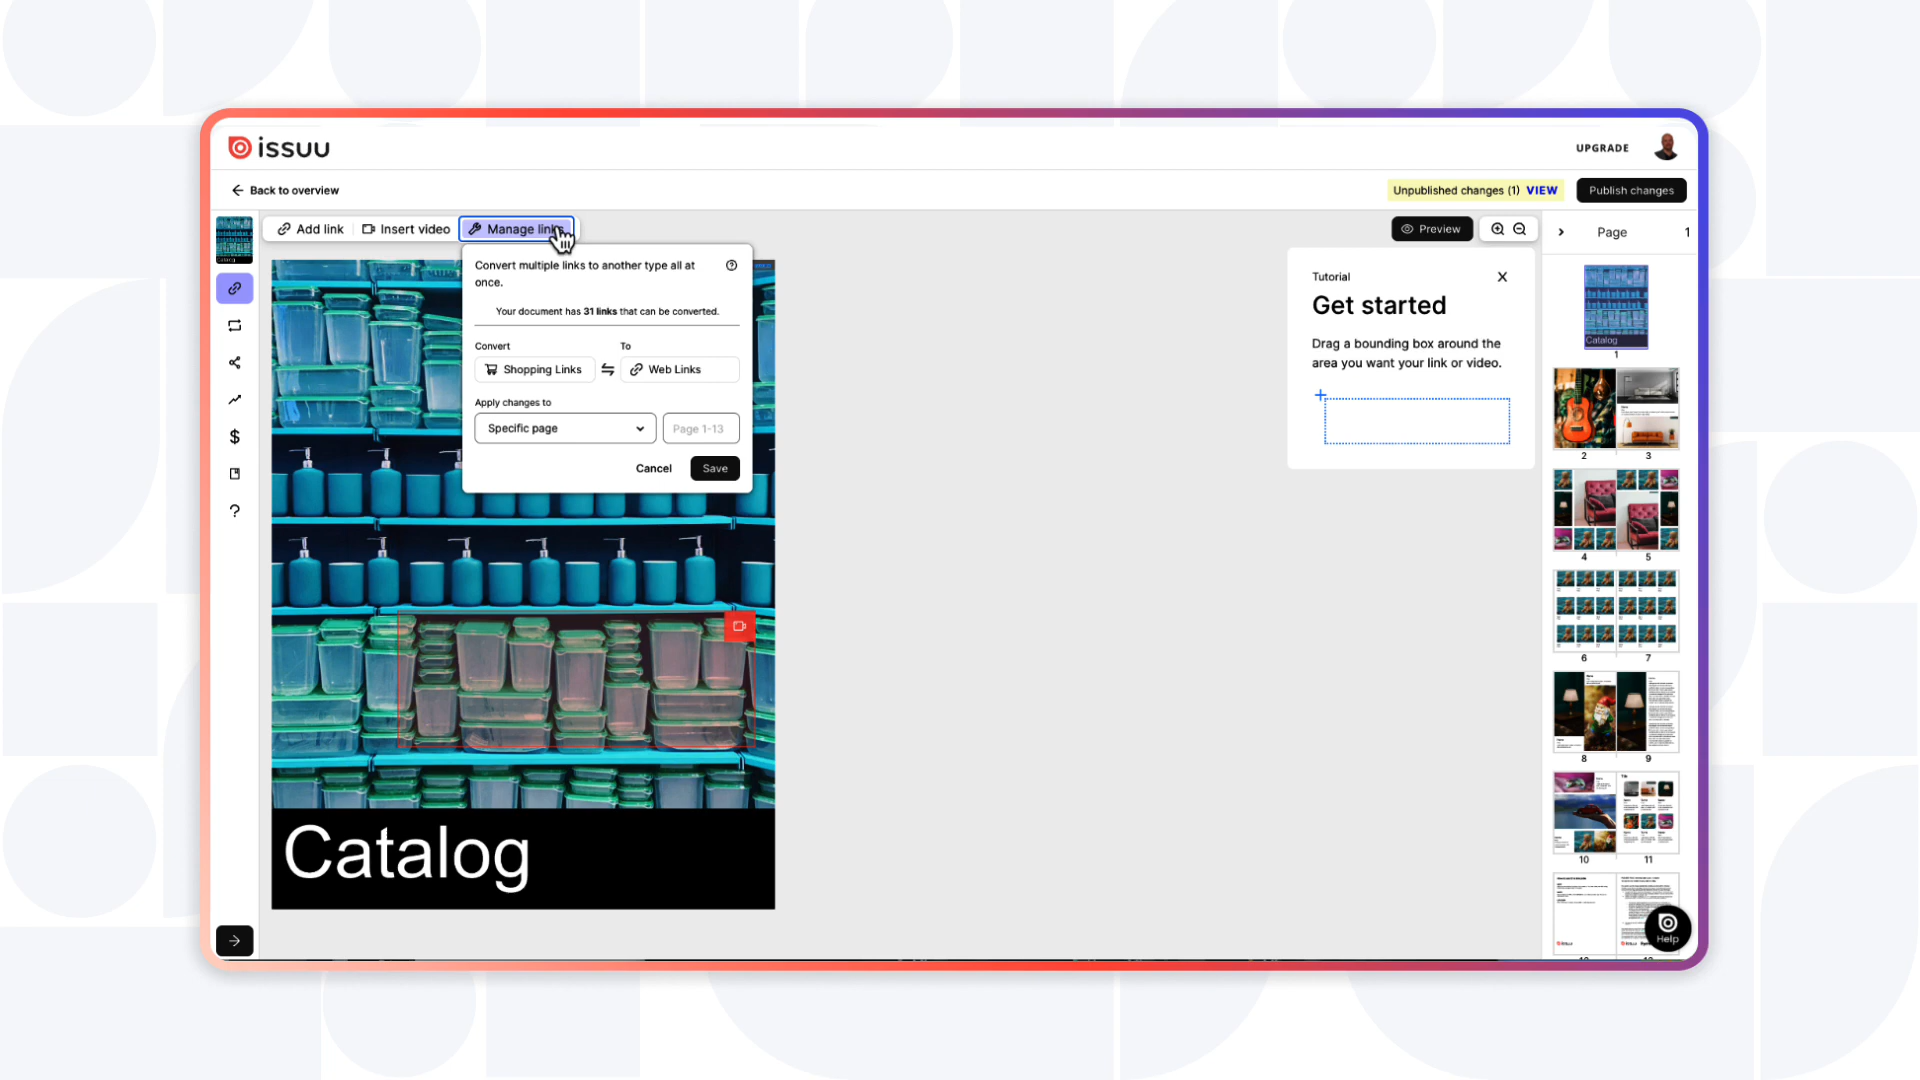 issuu
UPGRADE
Back to overview
Unpublished changes (1) VIEW
Publish changes
Add link
Insert video
Manage links
Preview
Page 1
Convert multiple links to another type all at
once.
Your document has 31 links that can be converted.
Convert
To
Shopping Links
Web Links
Apply changes to
Specific page
Page 1-13
Cancel
Save
Tutorial
Get started
Drag a bounding box around the
area you want your link or video.
Catalog
Catalog
1
2 3
4 5
6 7
8 9
10 11
Help